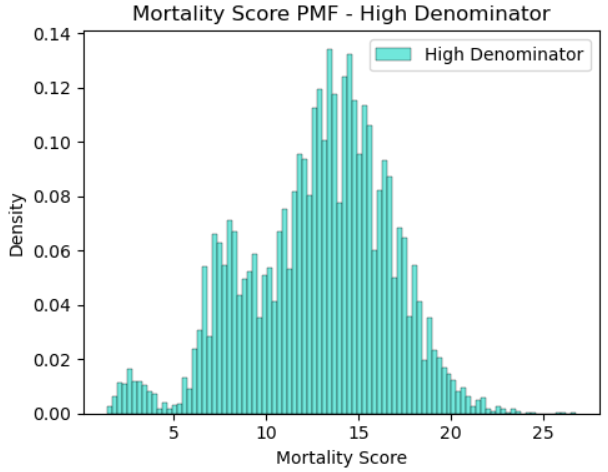 Mortality Score PMF - High Denominator
High Denominator
0.14
0.12
0.10
0.08
0.06
0.04
0.02
0.00
Density
5 10 15 20 25
Mortality Score